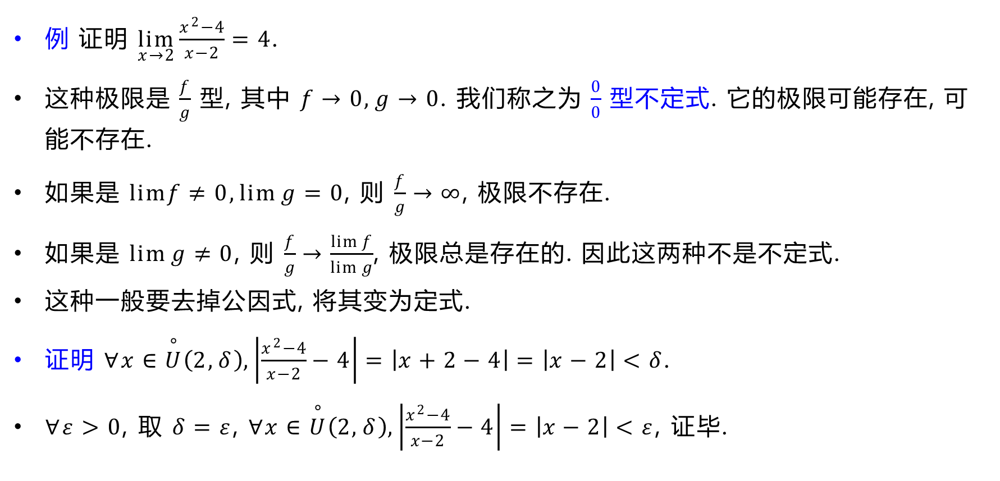 • 例 证明 $\lim\limits_{x\to 2}\frac{x^2-4}{x-2} = 4$.
• 这种极限是 $\frac{f}{g}$ 型, 其中 $f \to 0, g \to 0$. 我们称之为 $\frac{0}{0}$ 型不定式. 它的极限可能存在, 可
能不存在.
• 如果是 $\lim f \neq 0, \lim g = 0$, 则 $\frac{f}{g} \to \infty$, 极限不存在.
• 如果是 $\lim g \neq 0$, 则 $\frac{f}{g} \to \frac{\lim f}{\lim g}$, 极限总是存在的. 因此这两种不是不定式.
• 这种一般要去掉公因式, 将其变为定式.
• 证明 $\forall x \in \mathring{U}(2, \delta), \left|\frac{x^2-4}{x-2} - 4\right| = |x + 2 - 4| = |x - 2| < \delta$.
• $\forall \varepsilon > 0$, 取 $\delta = \varepsilon$, $\forall x \in \mathring{U}(2, \delta), \left|\frac{x^2-4}{x-2} - 4\right| = |x - 2| < \varepsilon$, 证毕.